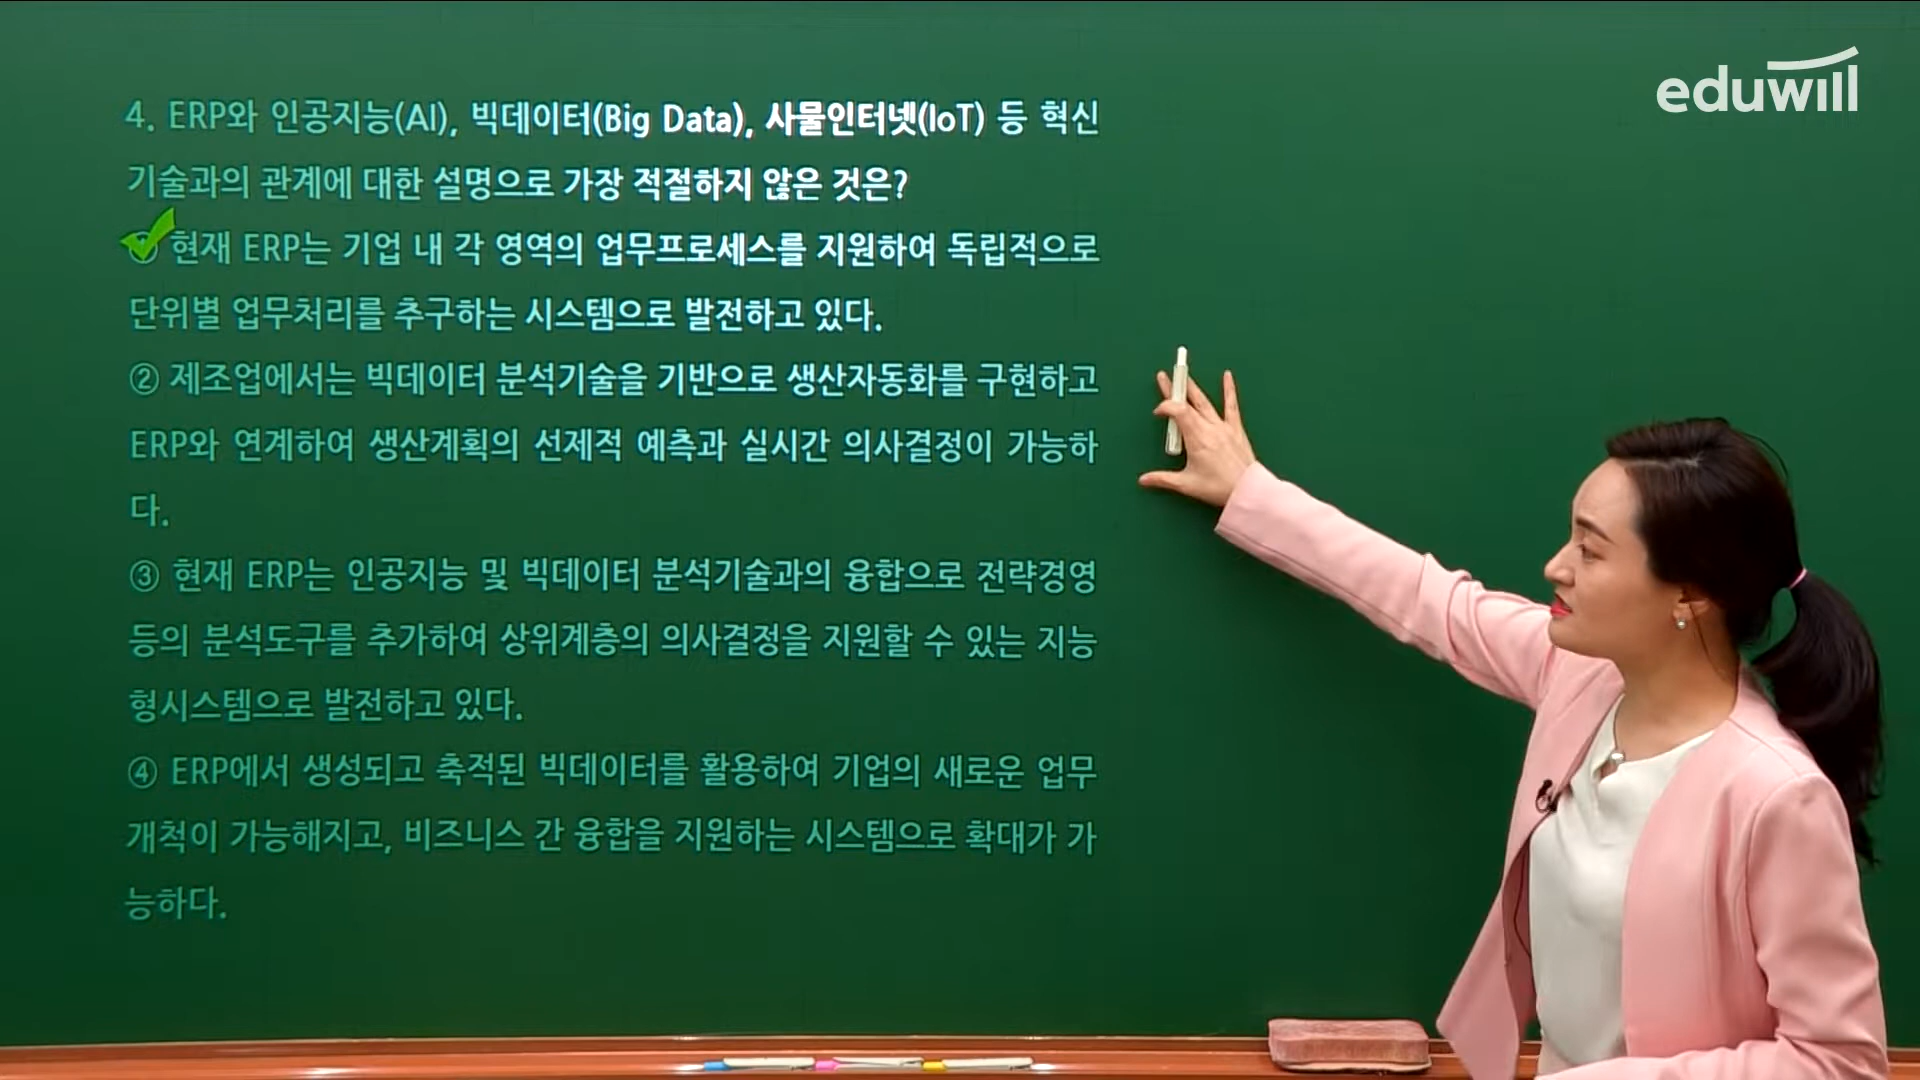 eduwill
4. ERP와 인공지능(AI), 빅데이터(Big Data), 사물인터넷(IoT) 등 혁신
기술과의 관계에 대한 설명으로 가장 적절하지 않은 것은?
현재 ERP는 기업 내 각 영역의 업무프로세스를 지원하여 독립적으로
단위별 업무처리를 추구하는 시스템으로 발전하고 있다.
② 제조업에서는 빅데이터 분석기술을 기반으로 생산자동화를 구현하고
ERP와 연계하여 생산계획의 선제적 예측과 실시간 의사결정이 가능하
다.
③ 현재 ERP는 인공지능 및 빅데이터 분석기술과의 융합으로 전략경영
등의 분석도구를 추가하여 상위계층의 의사결정을 지원할 수 있는 지능
형시스템으로 발전하고 있다.
④ ERP에서 생성되고 축적된 빅데이터를 활용하여 기업의 새로운 업무
개척이 가능해지고, 비즈니스 간 융합을 지원하는 시스템으로 확대가 가
능하다.